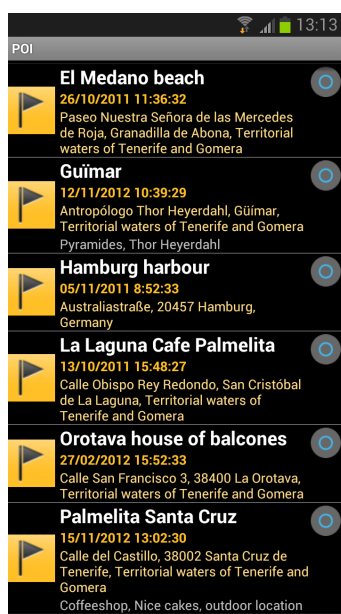 13:13
POI
El Medano beach
26/10/2011 11:36:32
Paseo Nuestra Señora de las Mercedes
de Roja, Granadilla de Abona, Territorial
waters of Tenerife and Gomera
Guïmar
12/11/2012 10:39:29
Antropólogo Thor Heyerdahl, Güímar,
Territorial waters of Tenerife and Gomera
Pyramides, Thor Heyerdahl
Hamburg harbour
05/11/2011 8:52:33
Australiastraße, 20457 Hamburg,
Germany
La Laguna Cafe Palmelita
13/10/2011 15:48:27
Calle Obispo Rey Redondo, San Cristóbal
de La Laguna, Territorial waters of
Tenerife and Gomera
Orotava house of balcones
27/02/2012 15:52:33
Calle San Francisco 3, 38400 La Orotava,
Territorial waters of Tenerife and Gomera
Palmelita Santa Cruz
15/11/2012 13:02:30
Calle del Castillo, 38002 Santa Cruz de
Tenerife, Territorial waters of Tenerife and
Gomera
Coffeeshop, Nice cakes, outdoor location